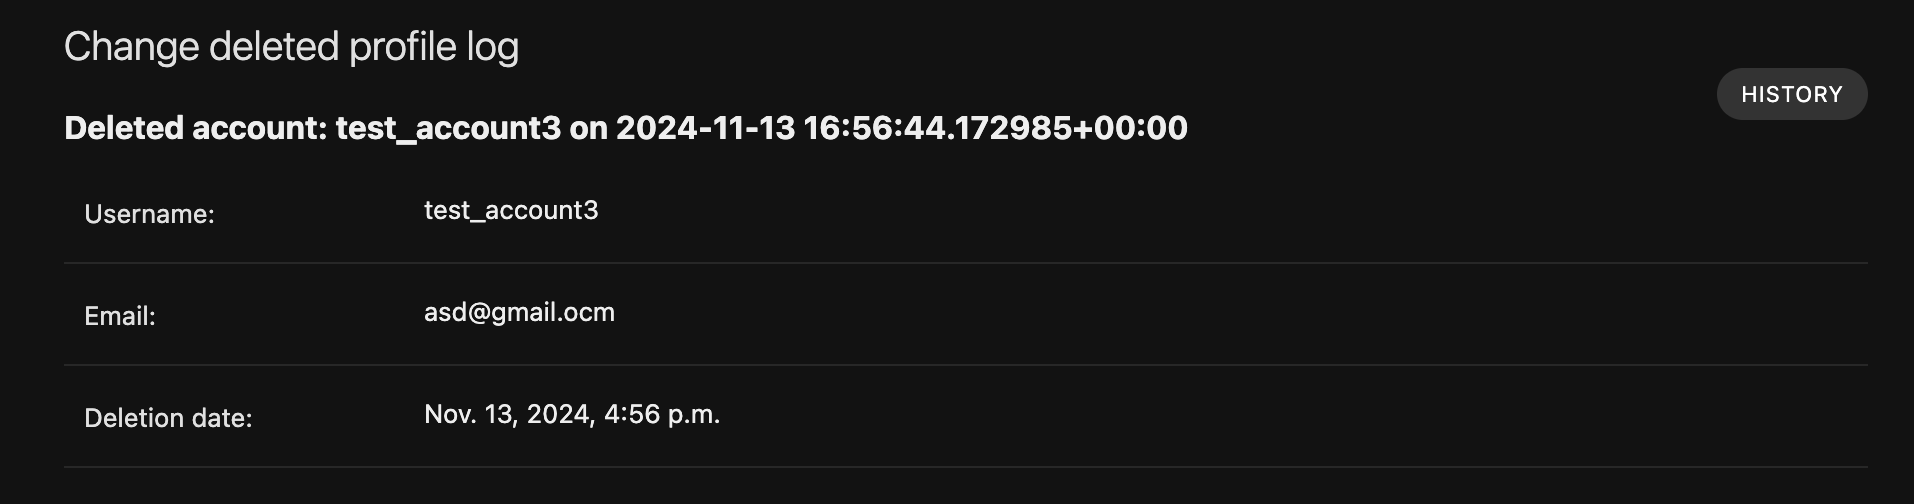 Change deleted profile log
HISTORY
Deleted account: test_account3 on 2024-11-13 16:56:44.172985+00:00
Username: test_account3
Email: asd@gmail.ocm
Deletion date: Nov. 13, 2024, 4:56 p.m.